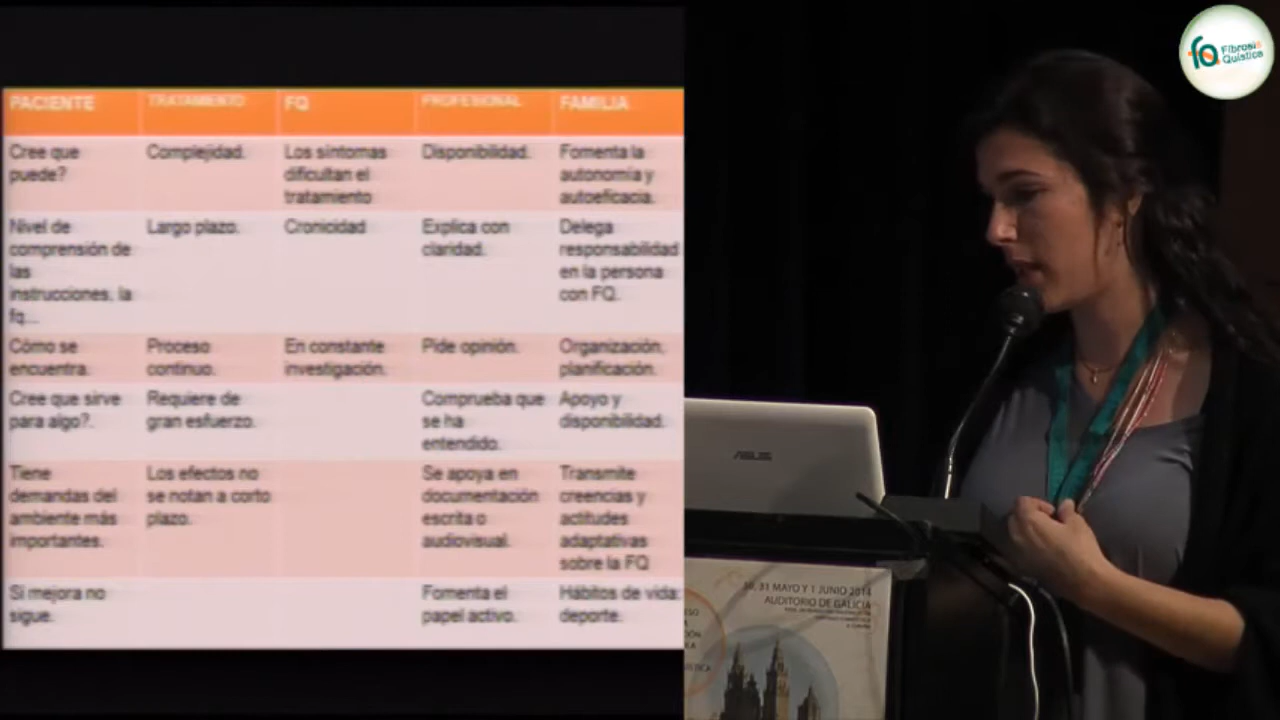 PACIENTE
TRATAMIENTO
FQ
PROFESIONAL
FAMILIA
Cree que
puede?
Complejidad.
Los síntomas
dificultan el
tratamiento
Disponibilidad.
Fomenta la
autonomía y
autoeficacia.
Nivel de
comprensión de
las
instrucciones, la
fq...
Largo plazo.
Cronicidad
Explica con
claridad.
Delega
responsabilidad
en la persona
con FQ.
Cómo se
encuentra.
Proceso
continuo.
En constante
investigación.
Pide opinión.
Organización,
planificación.
Cree que sirve
para algo?.
Requiere de
gran esfuerzo.
Comprueba que
se ha
entendido.
Apoyo y
disponibilidad.
Tiene
demandas del
ambiente más
importantes.
Los efectos no
se notan a corto
plazo.
Se apoya en
documentación
escrita o
audiovisual.
Transmite
creencias y
actitudes
adaptativas
sobre la FQ
Si mejora no
sigue.
Fomenta el
papel activo.
Hábitos de vida:
deporte.
fq Fibrosis
Quística
ASUS
30, 31 MAYO Y 1 JUNIO 2014
AUDITORIO DE GALICIA